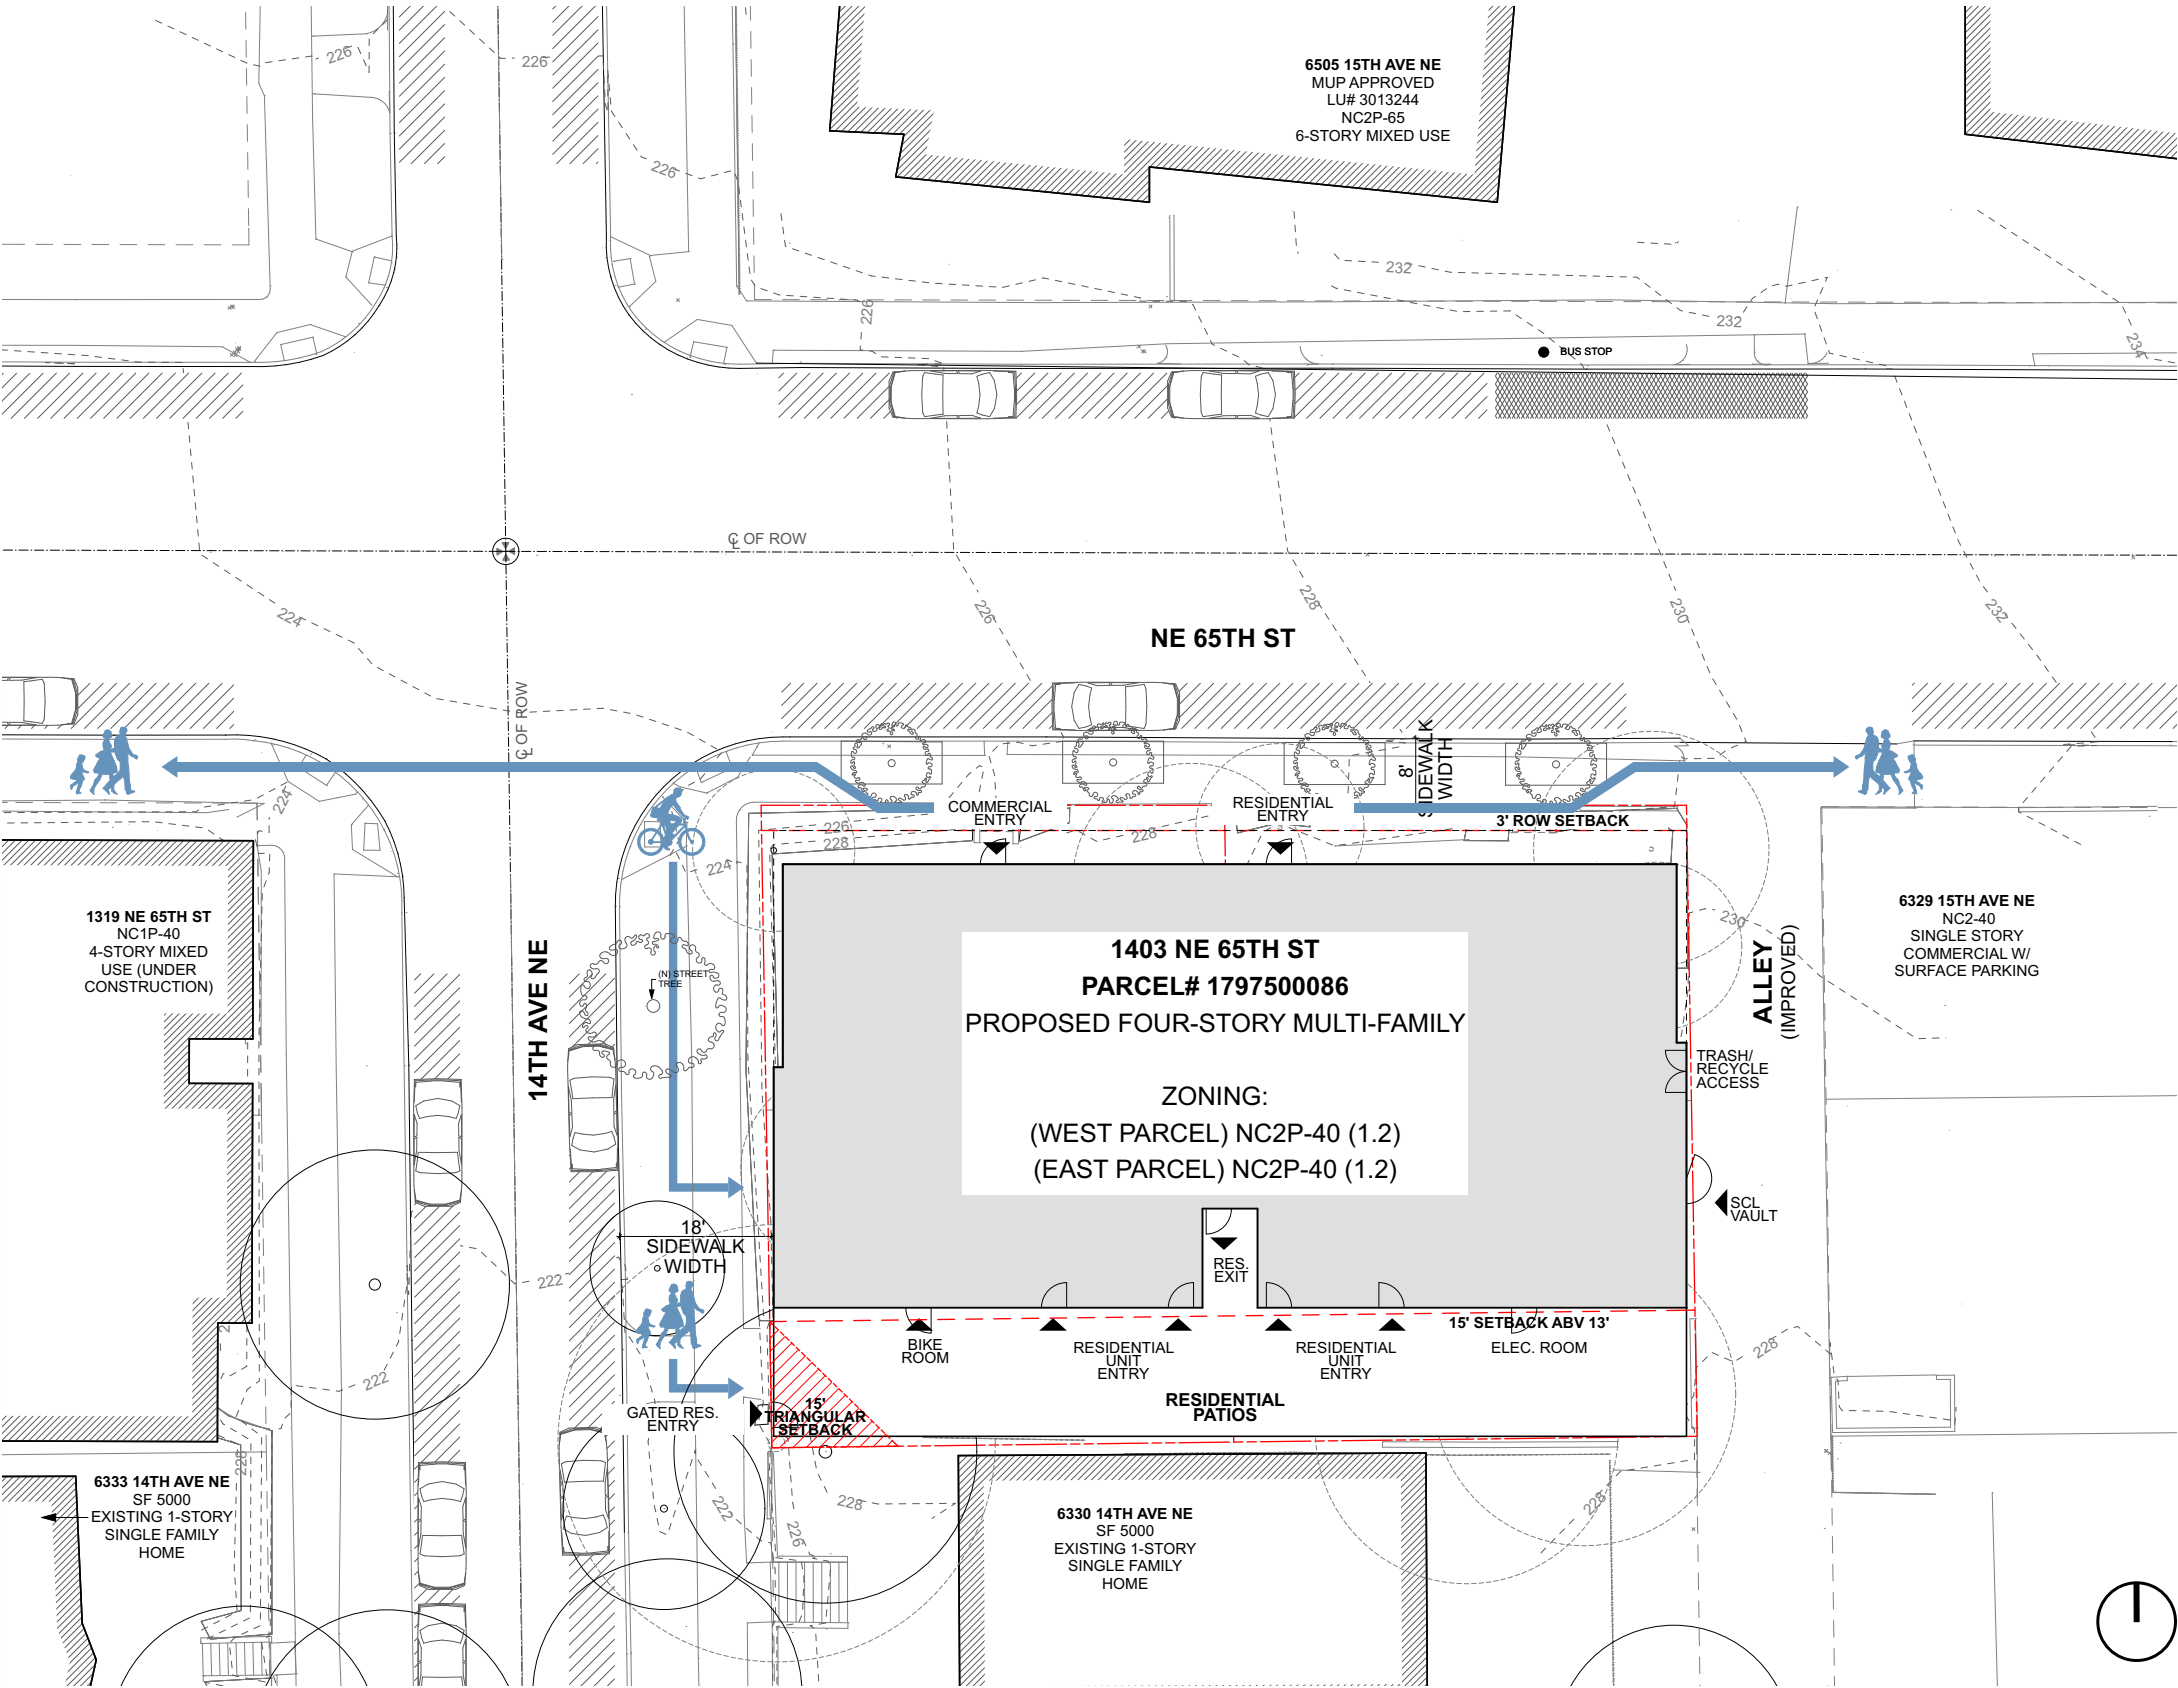 226
226
6505 15TH AVE NE
MUP APPROVED
LU# 3013244
NC2P-65
6-STORY MIXED USE
226
232
226
232
234
BUS STOP
℄ OF ROW
224
226
228
230
232
NE 65TH ST
℄ OF ROW
8'
SIDEWALK
WIDTH
224
COMMERCIAL
ENTRY
RESIDENTIAL
ENTRY
3' ROW SETBACK
226
228
228
224
230
1319 NE 65TH ST
NC1P-40
4-STORY MIXED
USE (UNDER
CONSTRUCTION)
14TH AVE NE
(N) STREET
TREE
1403 NE 65TH ST
PARCEL# 1797500086
PROPOSED FOUR-STORY MULTI-FAMILY
ZONING:
(WEST PARCEL) NC2P-40 (1.2)
(EAST PARCEL) NC2P-40 (1.2)
ALLEY
(IMPROVED)
6329 15TH AVE NE
NC2-40
SINGLE STORY
COMMERCIAL W/
SURFACE PARKING
TRASH/
RECYCLE
ACCESS
SCL
VAULT
18'
SIDEWALK
WIDTH
222
RES.
EXIT
15' SETBACK ABV 13'
BIKE
ROOM
RESIDENTIAL
UNIT
ENTRY
RESIDENTIAL
UNIT
ENTRY
ELEC. ROOM
228
222
RESIDENTIAL
PATIOS
GATED RES.
ENTRY
15'
TRIANGULAR
SETBACK
226
6333 14TH AVE NE
SF 5000
EXISTING 1-STORY
SINGLE FAMILY
HOME
222
226
228
228
6330 14TH AVE NE
SF 5000
EXISTING 1-STORY
SINGLE FAMILY
HOME